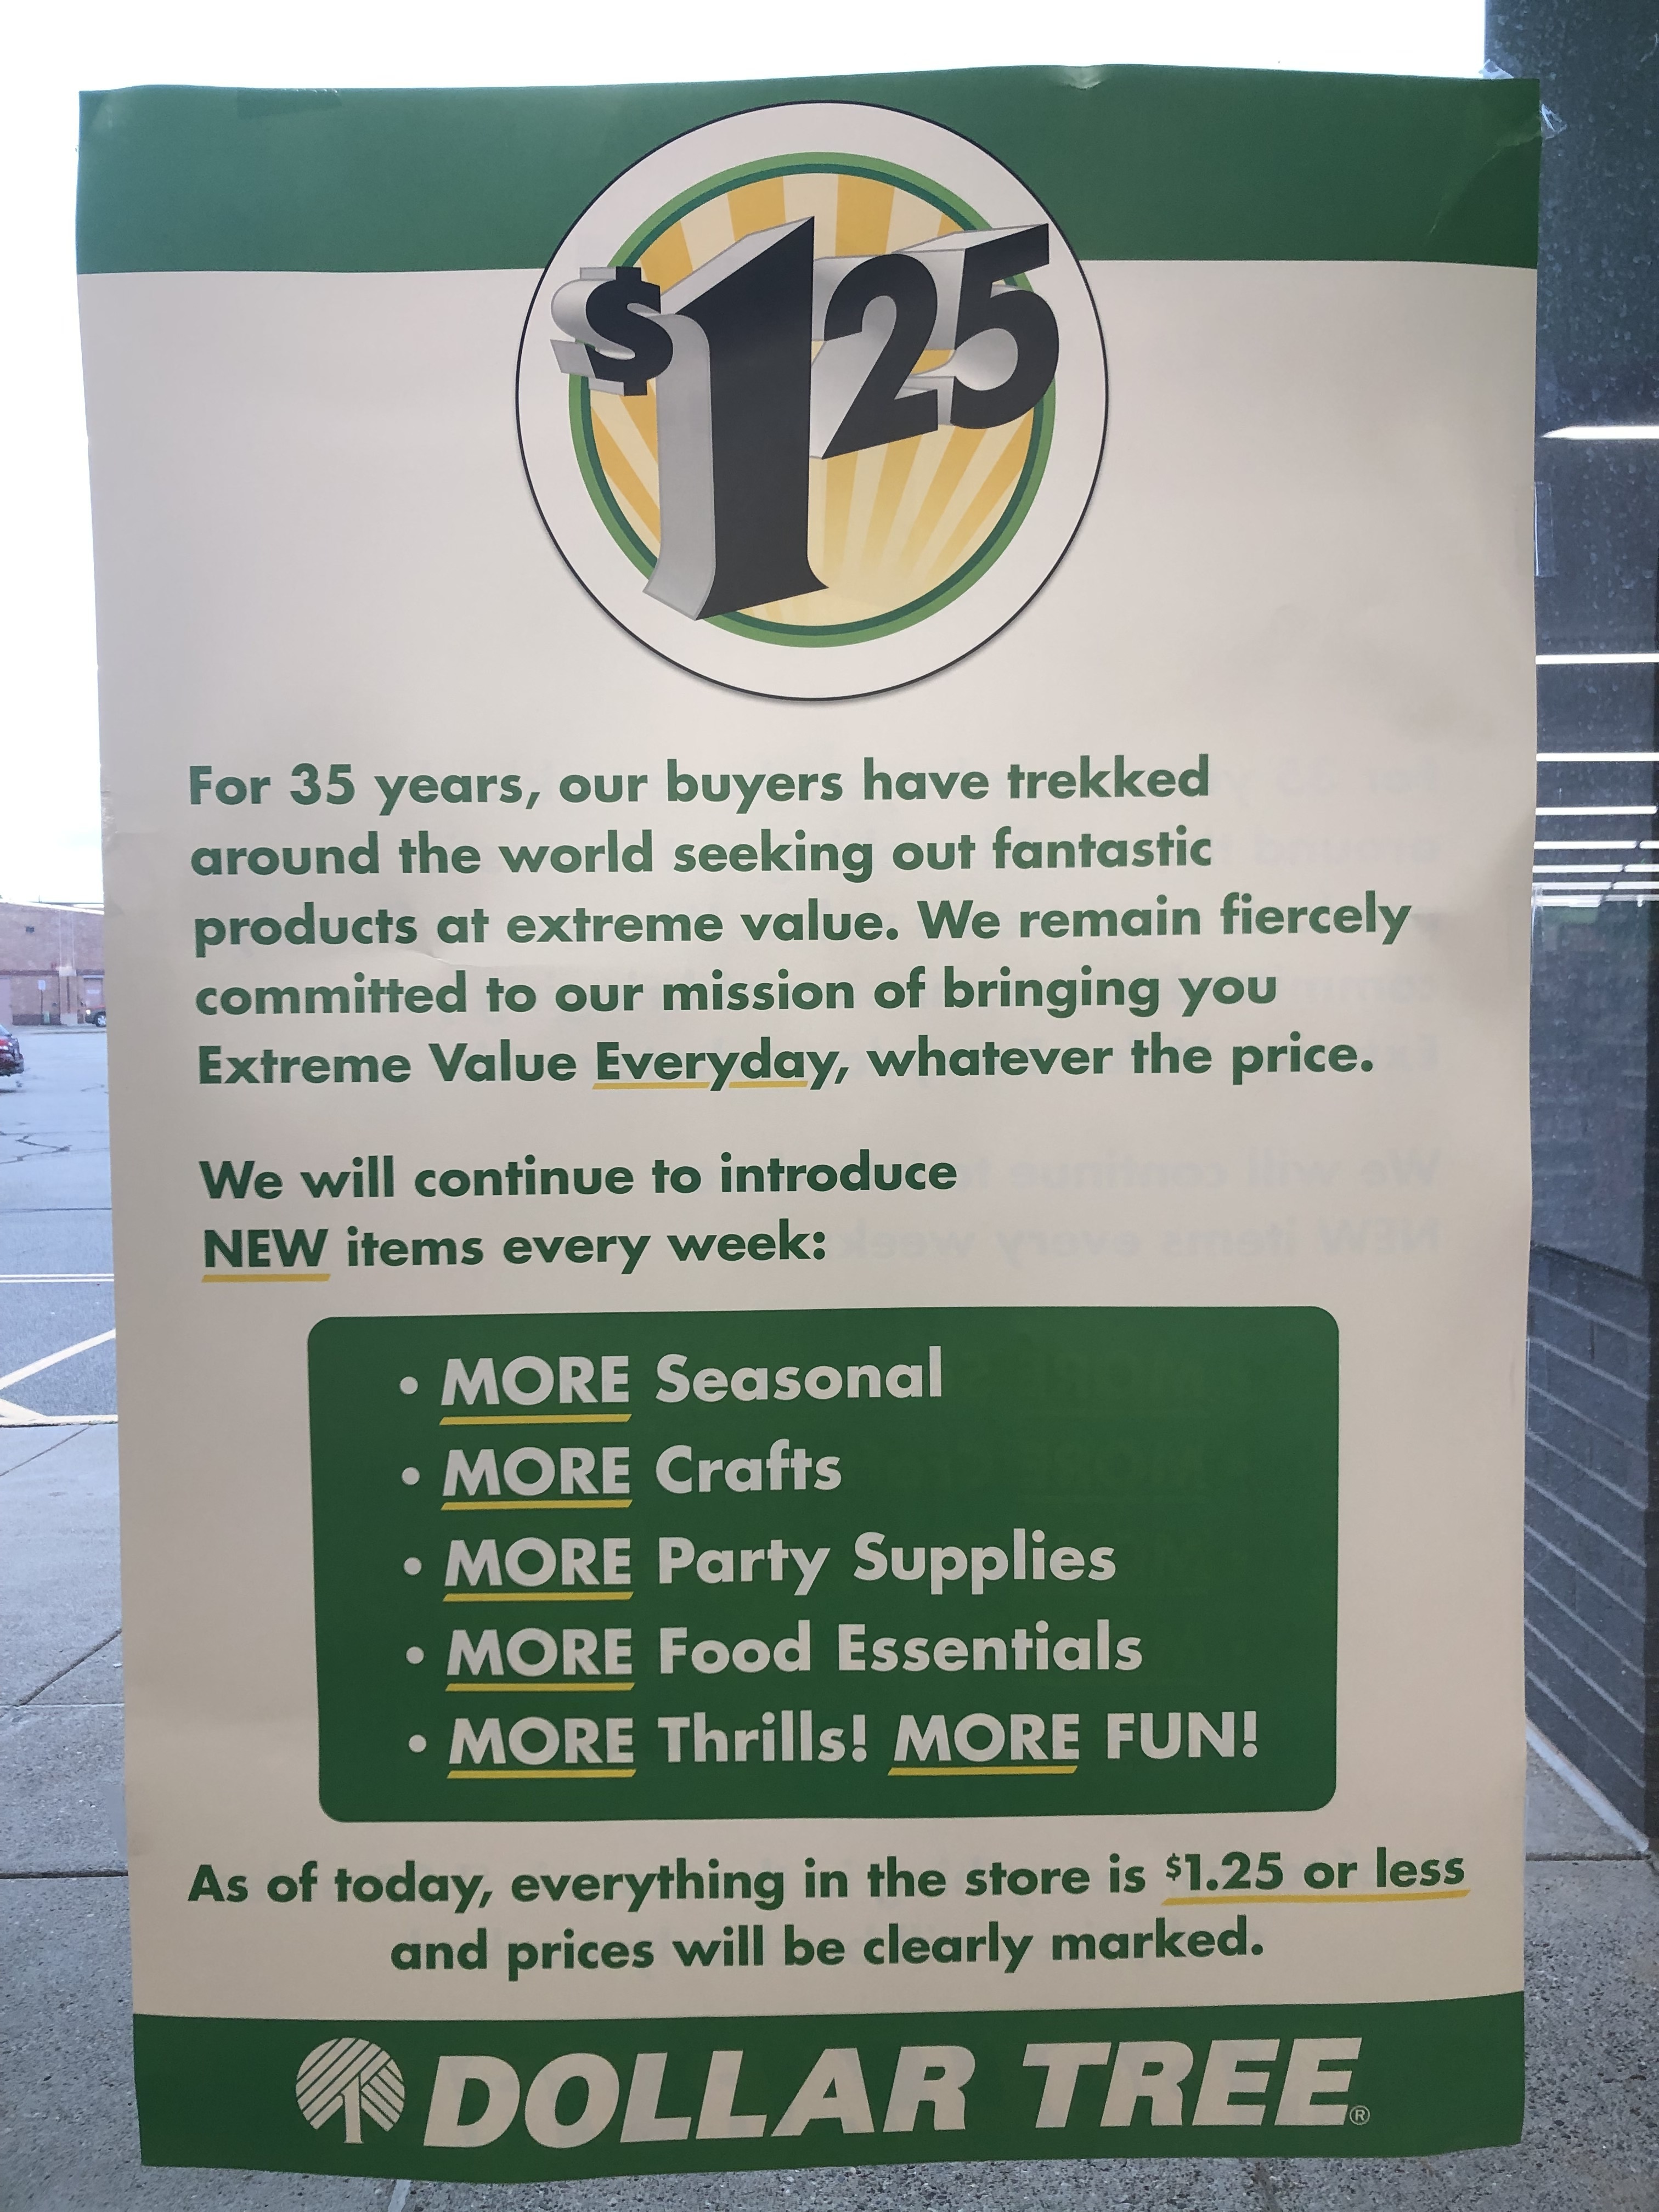 $1 25
For 35 years, our buyers have trekked
around the world seeking out fantastic
products at extreme value. We remain fiercely
committed to our mission of bringing you
Extreme Value Everyday, whatever the price.
We will continue to introduce
NEW items every week:
• MORE Seasonal
• MORE Crafts
• MORE Party Supplies
• MORE Food Essentials
• MORE Thrills! MORE FUN!
As of today, everything in the store is $1.25 or less
and prices will be clearly marked.
DOLLAR TREE®